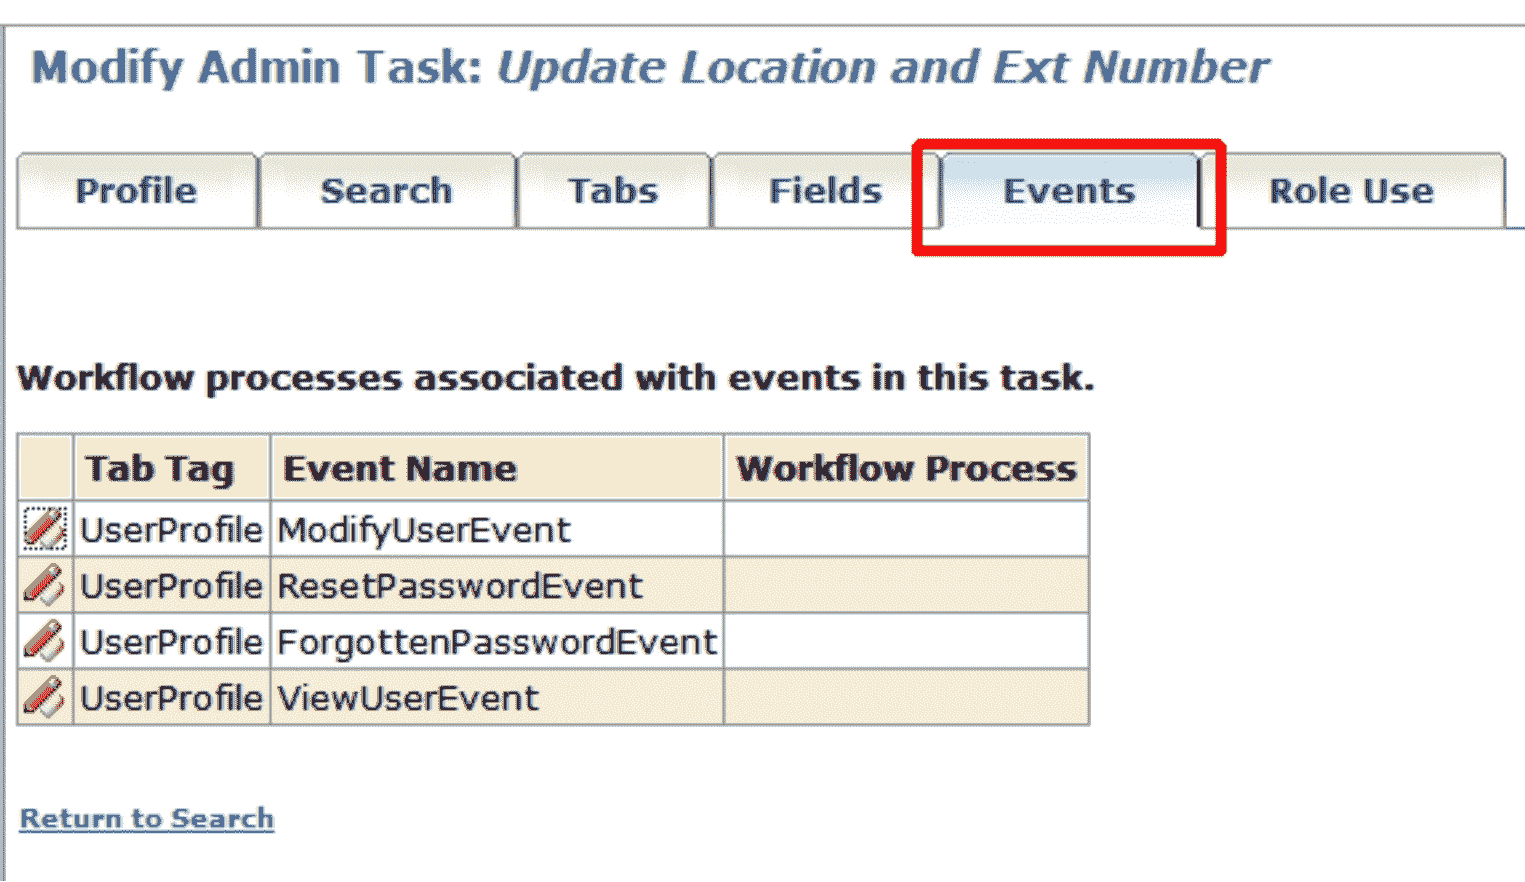 Modify Admin Task: Update Location and Ext Number
Profile Search Tabs Fields Events Role Use
Workflow processes associated with events in this task.
Tab Tag Event Name Workflow Process
UserProfile ModifyUserEvent
UserProfile ResetPasswordEvent
UserProfile ForgottenPasswordEvent
UserProfile ViewUserEvent
Return to Search